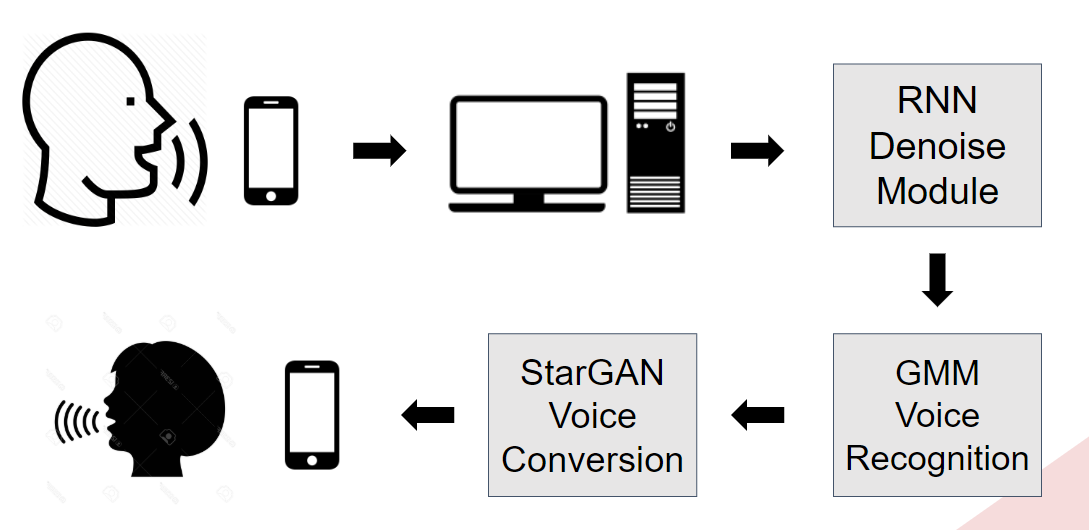 RNN
Denoise
Module
StarGAN
Voice
Conversion
GMM
Voice
Recognition